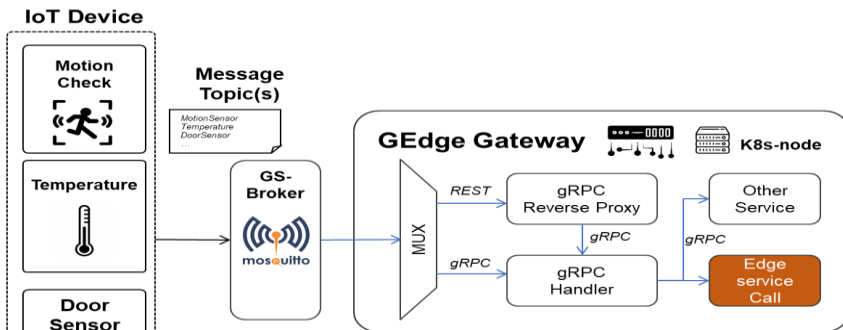 IoT Device
Motion
Check
Temperature
Door
Sensor
Message
Topic(s)
MotionSensor
Temperature
DoorSensor
...
GS-
Broker
mosquitto
GEdge Gateway
K8s-node
MUX
REST
gRPC
gRPC
Reverse Proxy
gRPC
gRPC
Handler
gRPC
Other
Service
Edge
service
Call